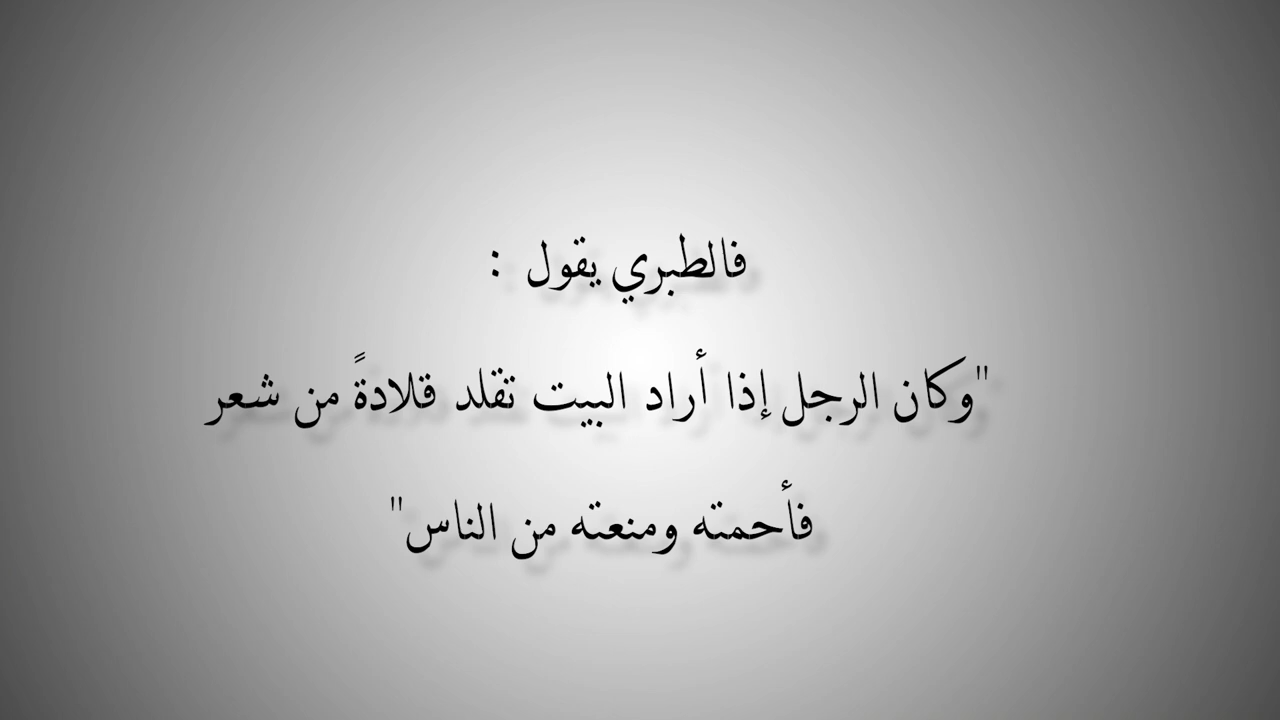 فالطبري يقول :
"وكان الرجل إذا أراد البيت تقلد قلادةً من شعر
فأحمته ومنعته من الناس"